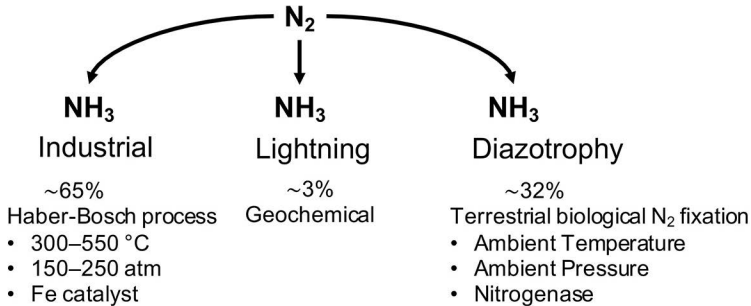 N₂
NH₃ NH₃ NH₃
Industrial Lightning Diazotrophy
~65% ~3% ~32%
Haber-Bosch process Geochemical Terrestrial biological N₂ fixation
• 300–550 °C • Ambient Temperature
• 150–250 atm • Ambient Pressure
• Fe catalyst • Nitrogenase